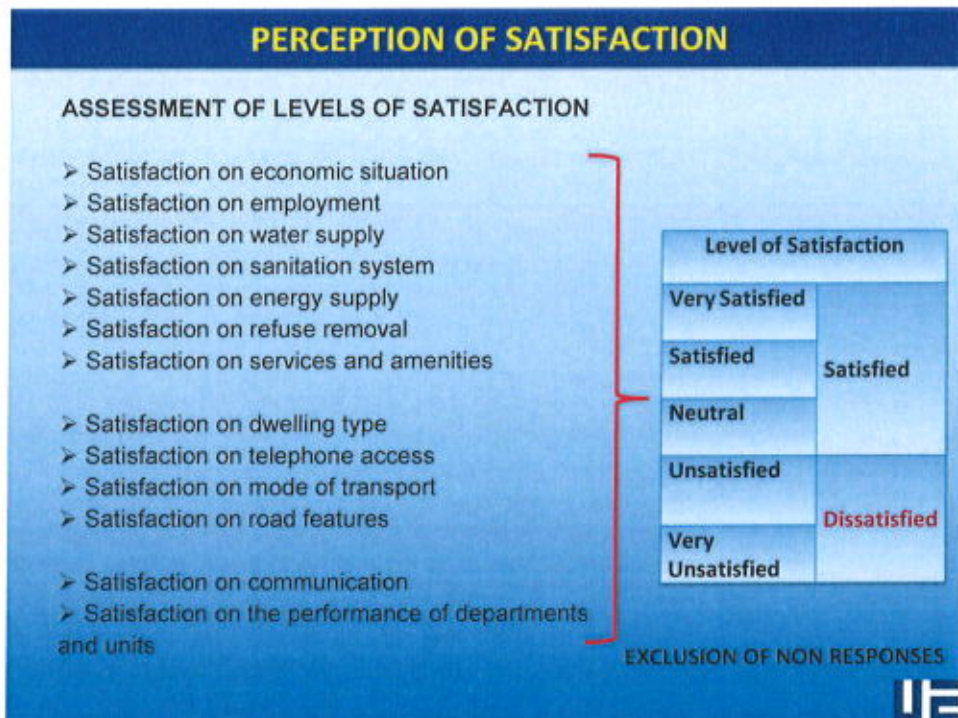 PERCEPTION OF SATISFACTION
ASSESSMENT OF LEVELS OF SATISFACTION
➢ Satisfaction on economic situation
➢ Satisfaction on employment
➢ Satisfaction on water supply
➢ Satisfaction on sanitation system
➢ Satisfaction on energy supply
➢ Satisfaction on refuse removal
➢ Satisfaction on services and amenities
➢ Satisfaction on dwelling type
➢ Satisfaction on telephone access
➢ Satisfaction on mode of transport
➢ Satisfaction on road features
➢ Satisfaction on communication
➢ Satisfaction on the performance of departments
and units
Level of Satisfaction
Very Satisfied
Satisfied
Neutral
Satisfied
Unsatisfied
Very
Unsatisfied
Dissatisfied
EXCLUSION OF NON RESPONSES